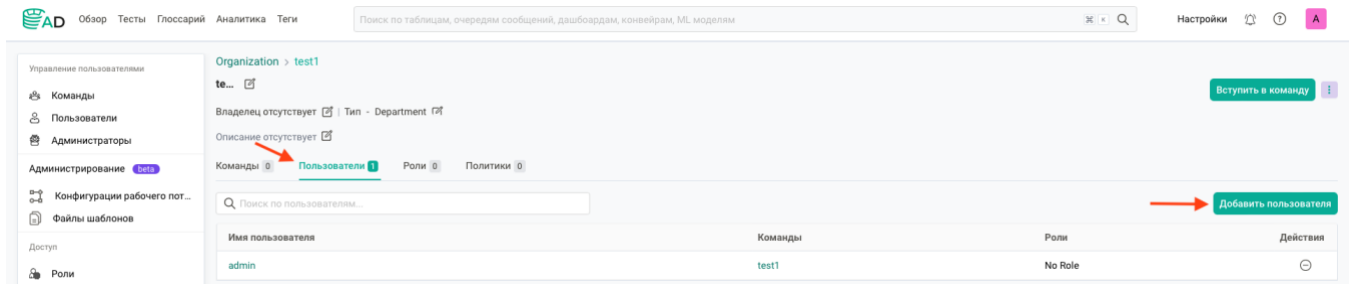 AD Обзор Тесты Глоссарий Аналитика Теги Поиск по таблицам, очередям сообщений, дашбоардам, конвейрам, ML моделям ⌘ K Настройки A
Управление пользователями
Команды
Пользователи
Администраторы
Администрирование beta
Конфигурации рабочего пот...
Файлы шаблонов
Доступ
Роли
Organization > test1
te...
Вступить в команду
Владелец отсутствует | Тип - Department
Описание отсутствует
Команды 0 Пользователи 1 Роли 0 Политики 0
Поиск по пользователям...
Добавить пользователя
Имя пользователя Команды Роли Действия
admin test1 No Role